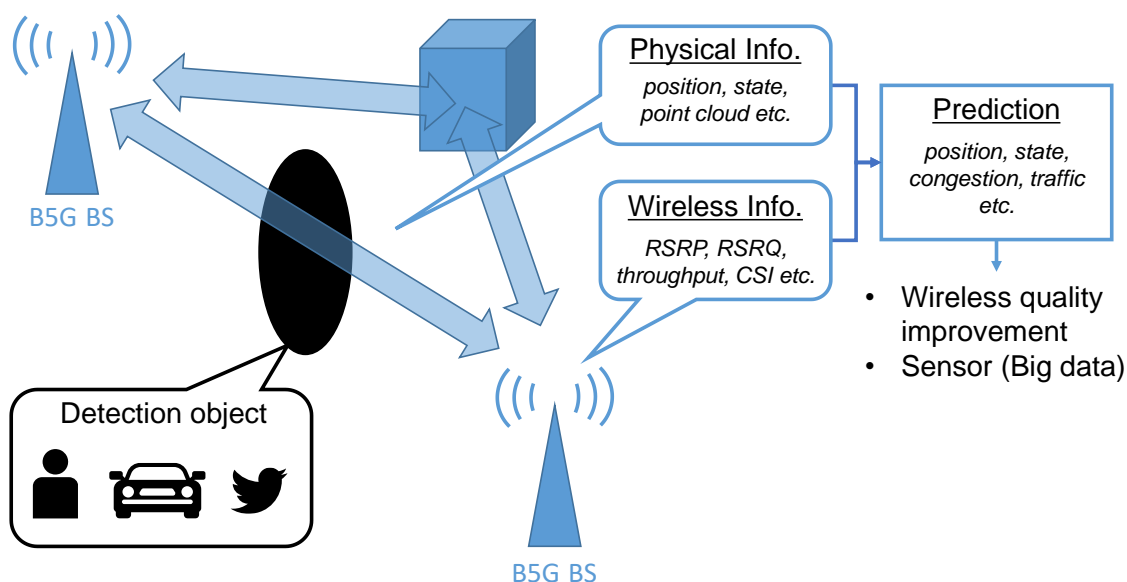 B5G BS
Physical Info.
position, state,
point cloud etc.
Wireless Info.
RSRP, RSRQ,
throughput, CSI etc.
Prediction
position, state,
congestion, traffic
etc.
• Wireless quality
improvement
• Sensor (Big data)
Detection object
B5G BS